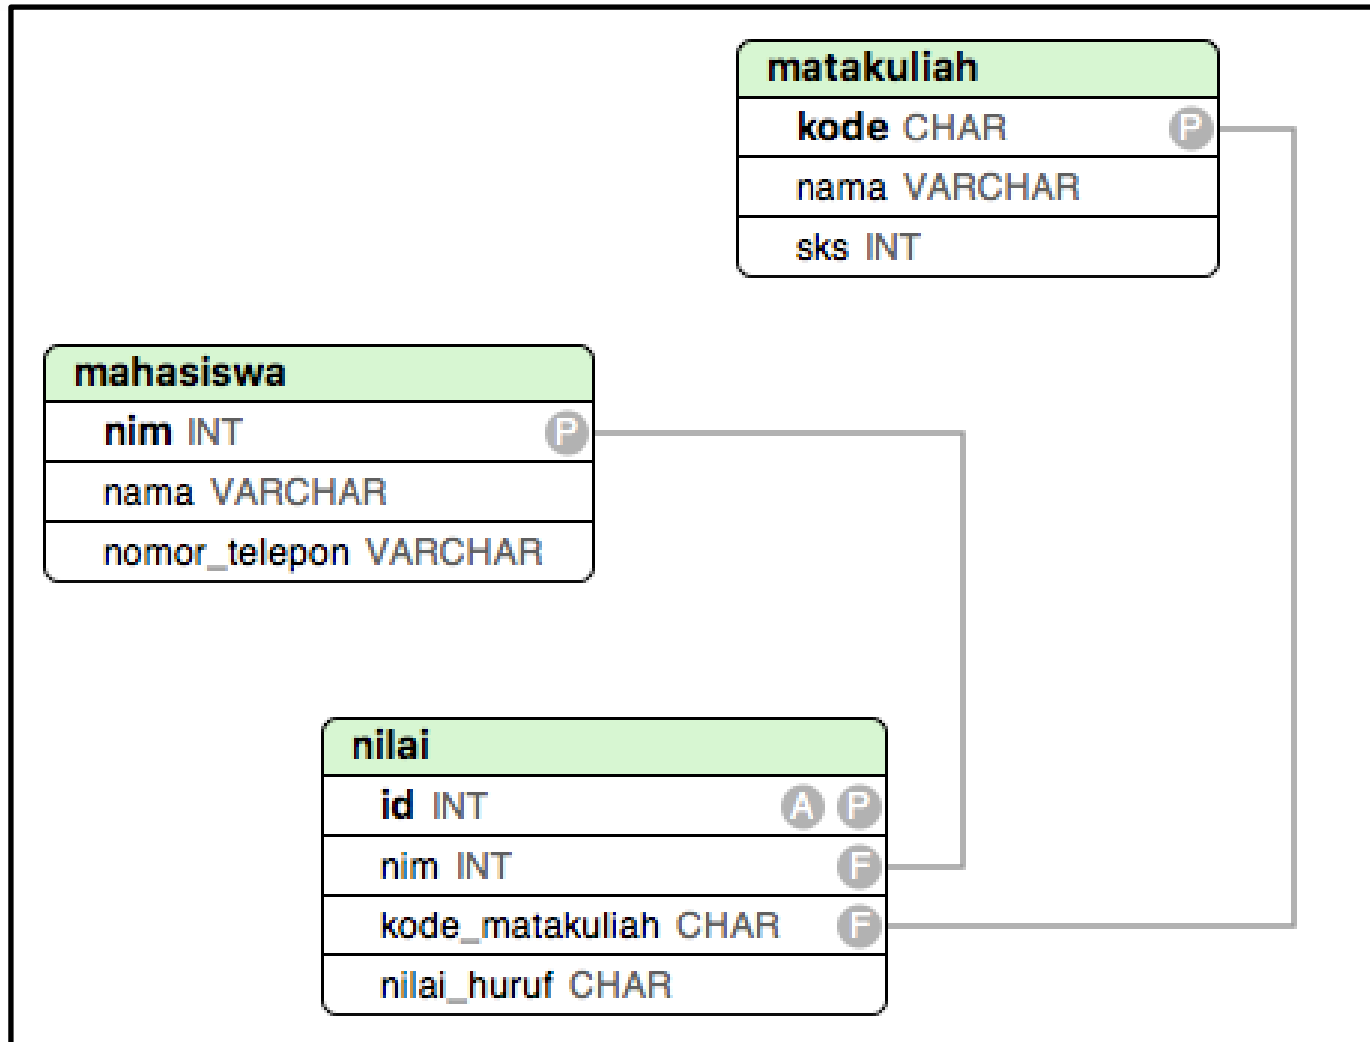 matakuliah
kode CHAR P
nama VARCHAR
sks INT
mahasiswa
nim INT P
nama VARCHAR
nomor_telepon VARCHAR
nilai
id INT A P
nim INT F
kode_matakuliah CHAR F
nilai_huruf CHAR